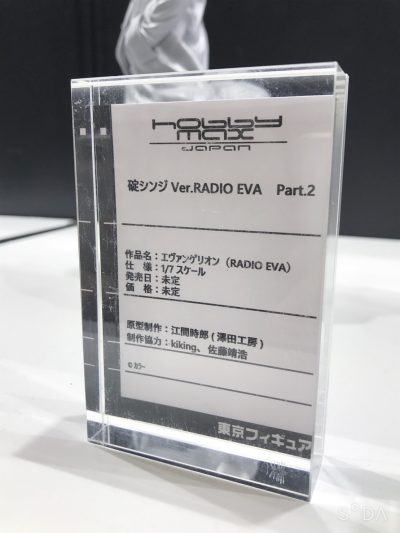 hobby
max
JAPAN
碇シンジ Ver.RADIO EVA Part.2
作品名：エヴァンゲリオン（RADIO EVA）
仕　様：1/7 スケール
発売日：未定
価　格：未定
原型制作：江間時郎 ( 澤田工房 )
制作協力：kiking、佐藤靖浩
© カラー
東京フィギュア
SODA